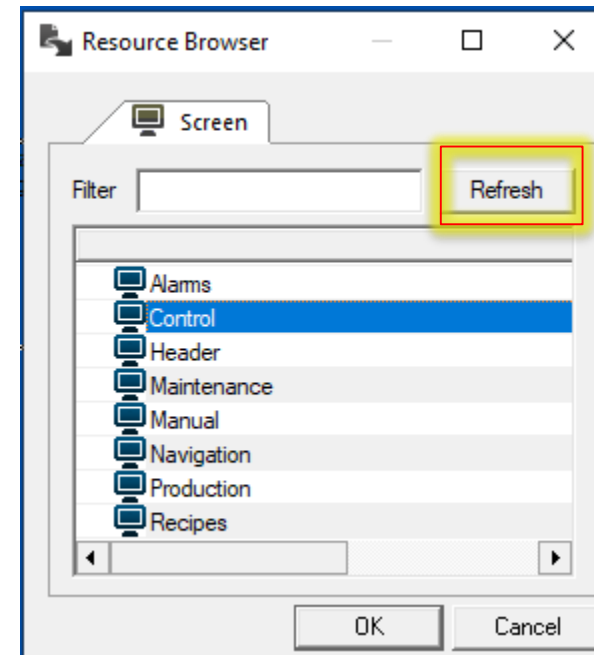 Resource Browser
Screen
Filter Refresh
Alarms
Control
Header
Maintenance
Manual
Navigation
Production
Recipes
OK Cancel